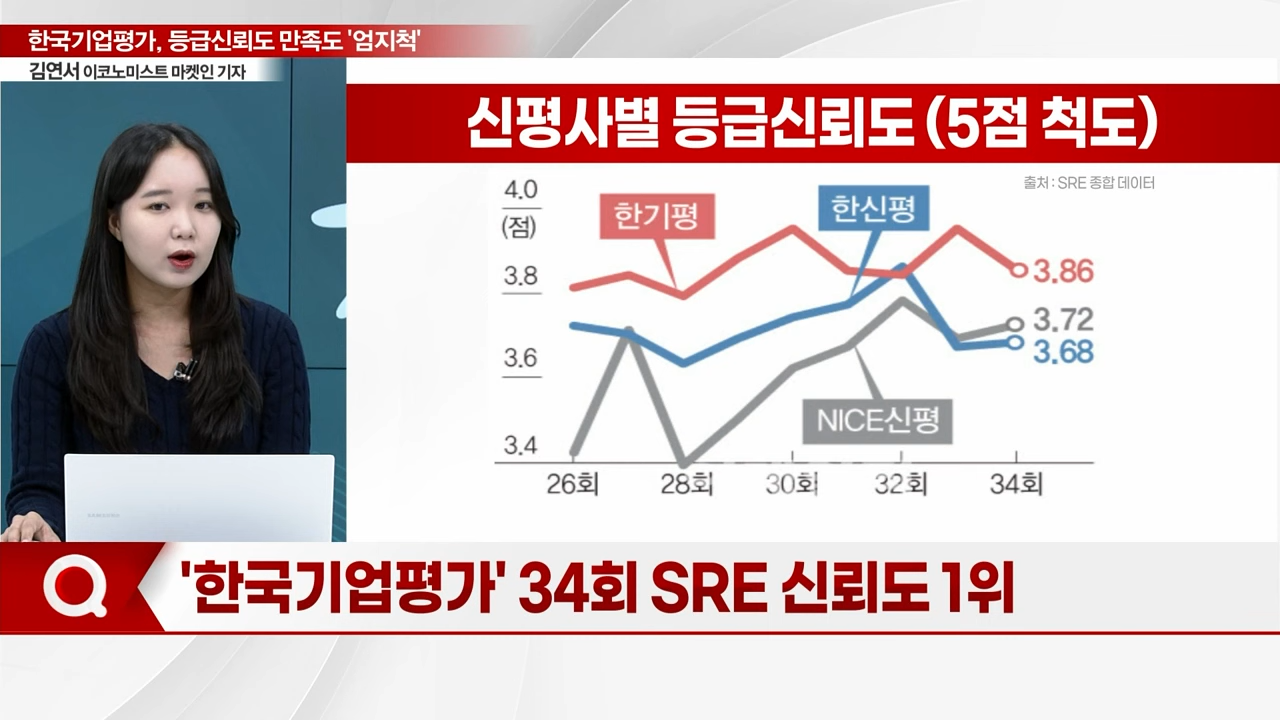 한국기업평가, 등급신뢰도 만족도 '엄지척'
김연서 이코노미스트 마켓인 기자
신평사별 등급신뢰도 (5점 척도)
출처 : SRE 종합 데이터
4.0
(점)
한기평
한신평
3.8
3.86
3.72
3.68
3.6
NICE신평
3.4
26회 28회 30회 32회 34회
SAMSUNG
'한국기업평가' 34회 SRE 신뢰도 1위